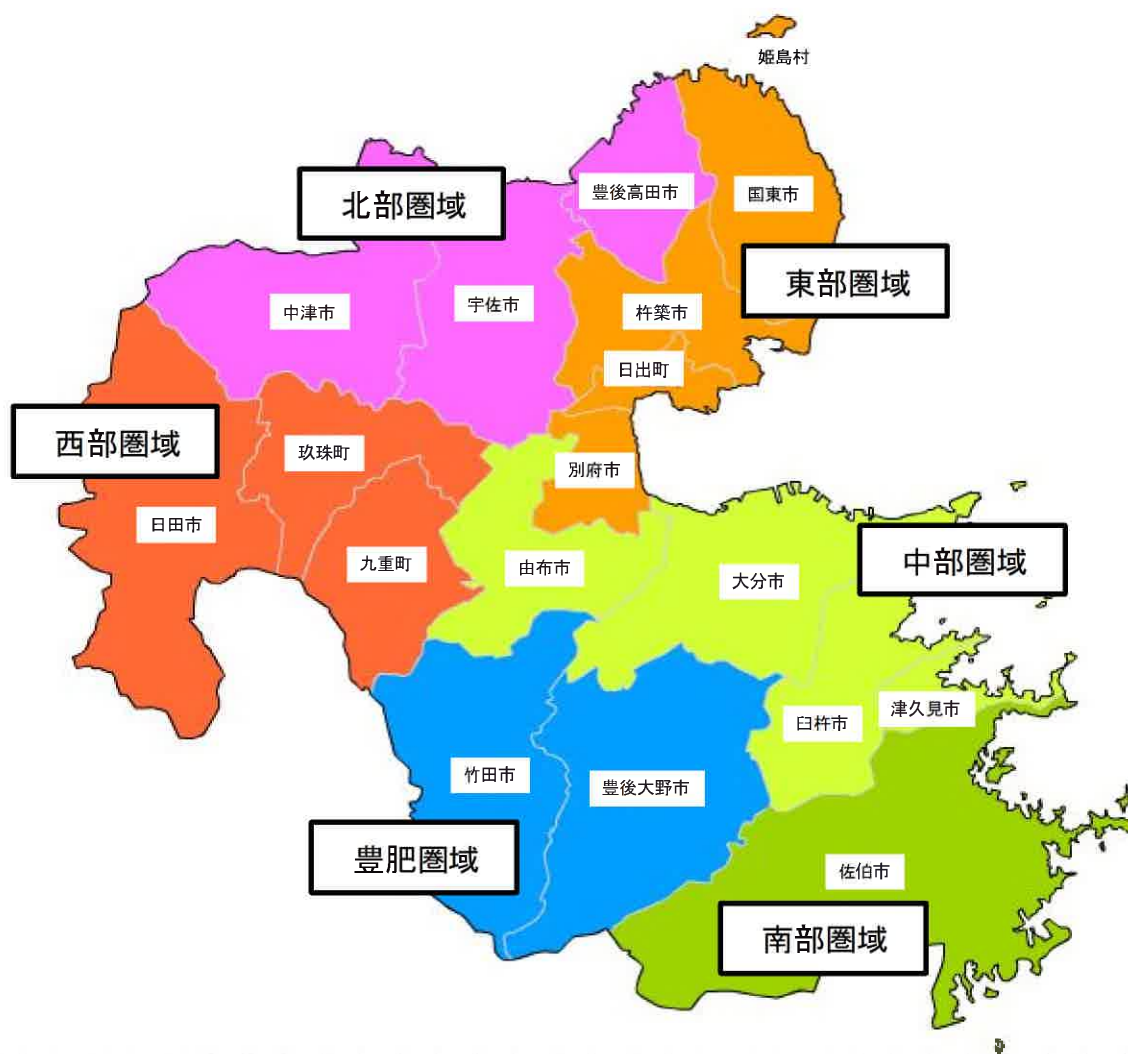 姫島村
豊後高田市
国東市
北部圏域
東部圏域
中津市
宇佐市
杵築市
日出町
西部圏域
玖珠町
別府市
日田市
九重町
由布市
大分市
中部圏域
臼杵市
津久見市
竹田市
豊後大野市
豊肥圏域
佐伯市
南部圏域